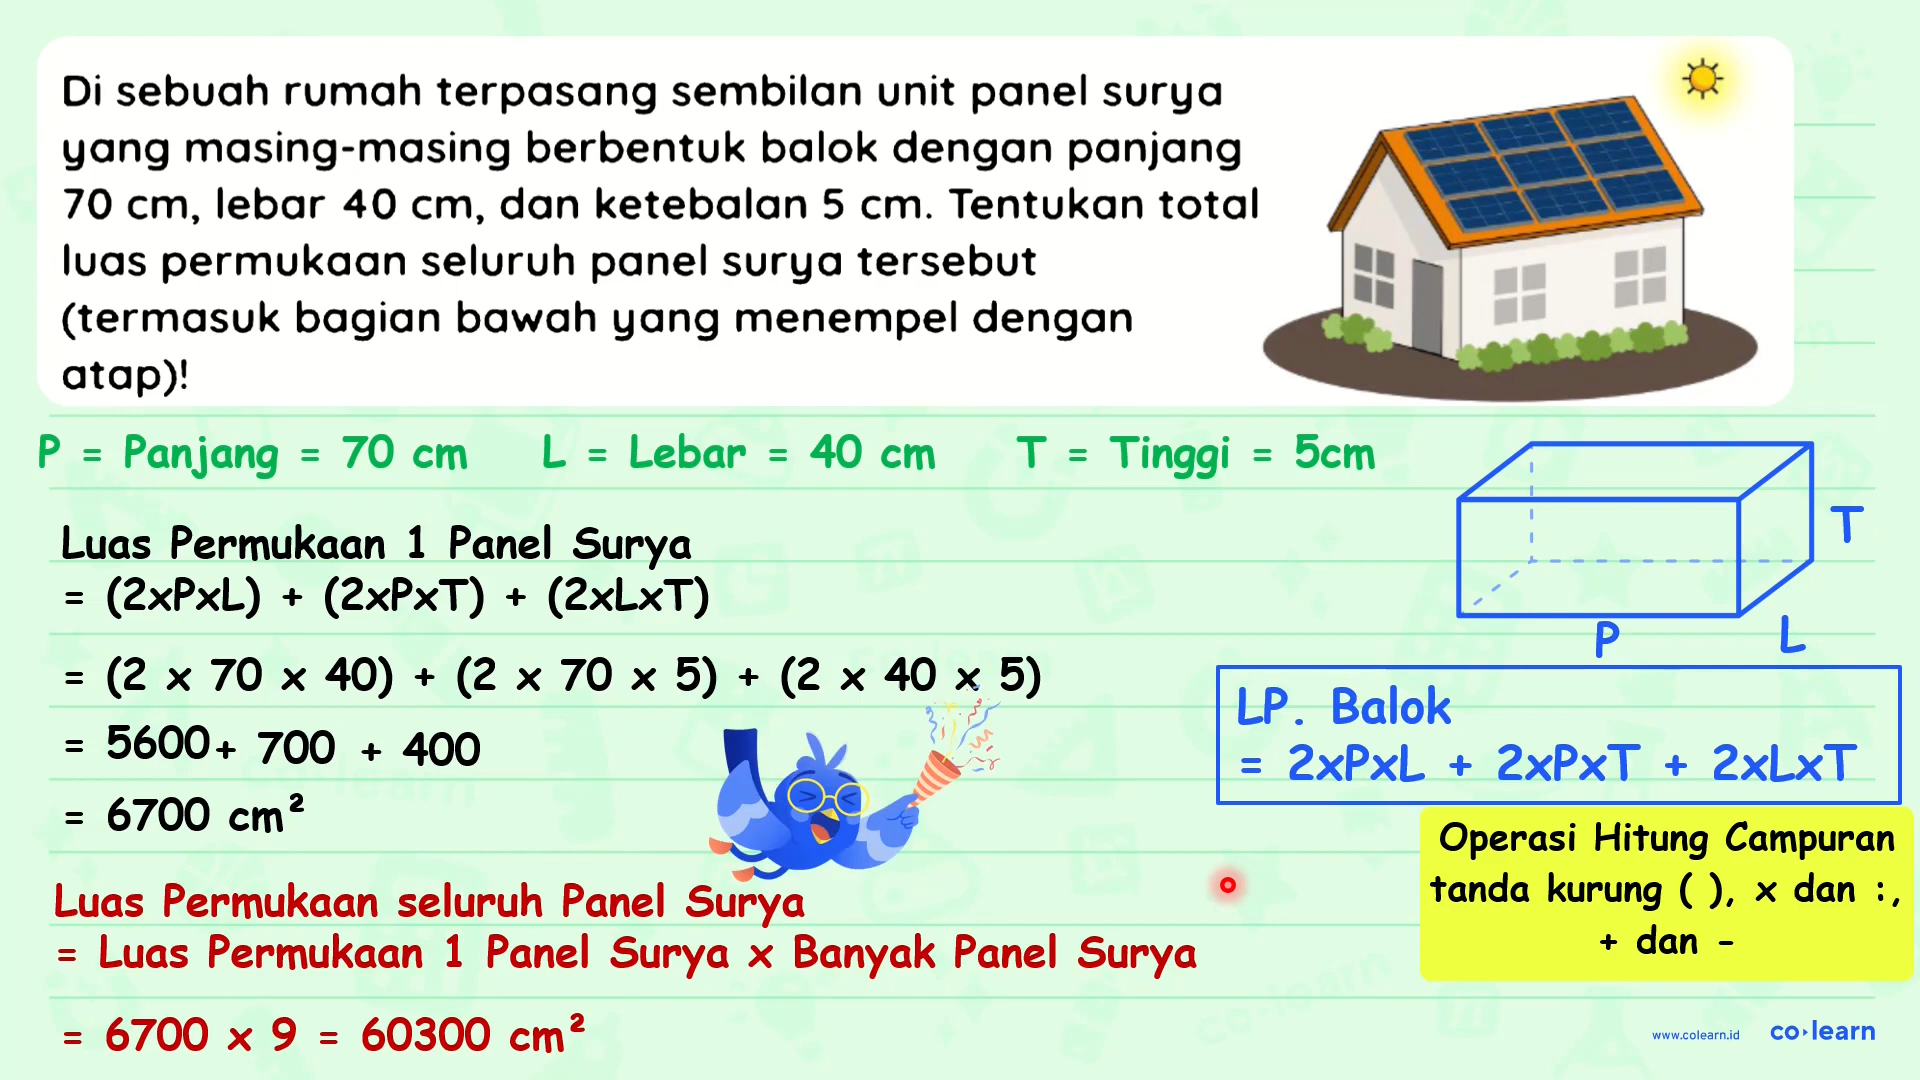 Di sebuah rumah terpasang sembilan unit panel surya
yang masing-masing berbentuk balok dengan panjang
70 cm, lebar 40 cm, dan ketebalan 5 cm. Tentukan total
luas permukaan seluruh panel surya tersebut
(termasuk bagian bawah yang menempel dengan
atap)!
P = Panjang = 70 cm L = Lebar = 40 cm T = Tinggi = 5cm
Luas Permukaan 1 Panel Surya
= (2xPxL) + (2xPxT) + (2xLxT)
= (2 x 70 x 40) + (2 x 70 x 5) + (2 x 40 x 5)
= 5600 + 700 + 400
= 6700 cm²
Luas Permukaan seluruh Panel Surya
= Luas Permukaan 1 Panel Surya x Banyak Panel Surya
= 6700 x 9 = 60300 cm²
T
P
L
LP. Balok
= 2xPxL + 2xPxT + 2xLxT
Operasi Hitung Campuran
tanda kurung ( ), x dan :,
+ dan -
www.colearn.id co learn